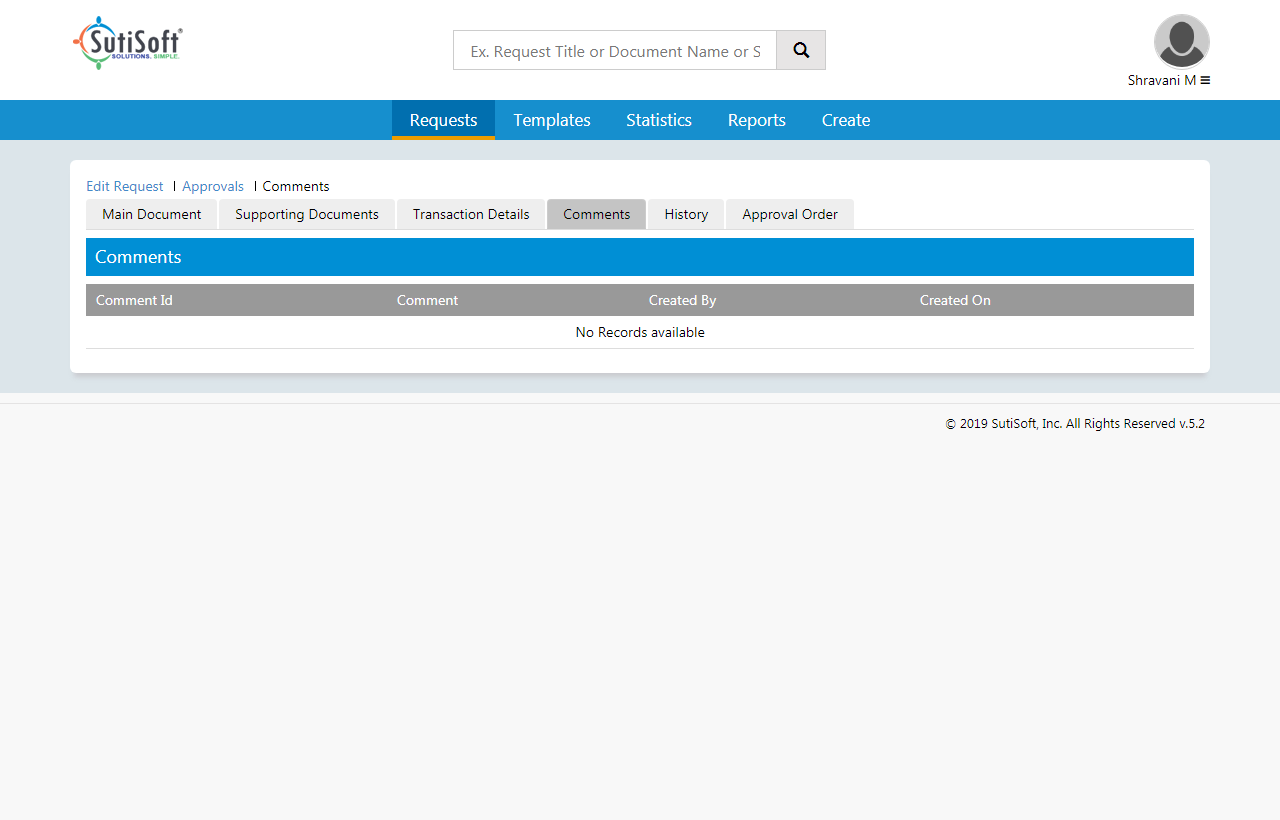 SutiSoft®
SOLUTIONS. SIMPLE.
Ex. Request Title or Document Name or S
Shravani M
Requests Templates Statistics Reports Create
Edit Request | Approvals | Comments
Main Document Supporting Documents Transaction Details Comments History Approval Order
Comments
Comment Id Comment Created By Created On
No Records available
© 2019 SutiSoft, Inc. All Rights Reserved v.5.2